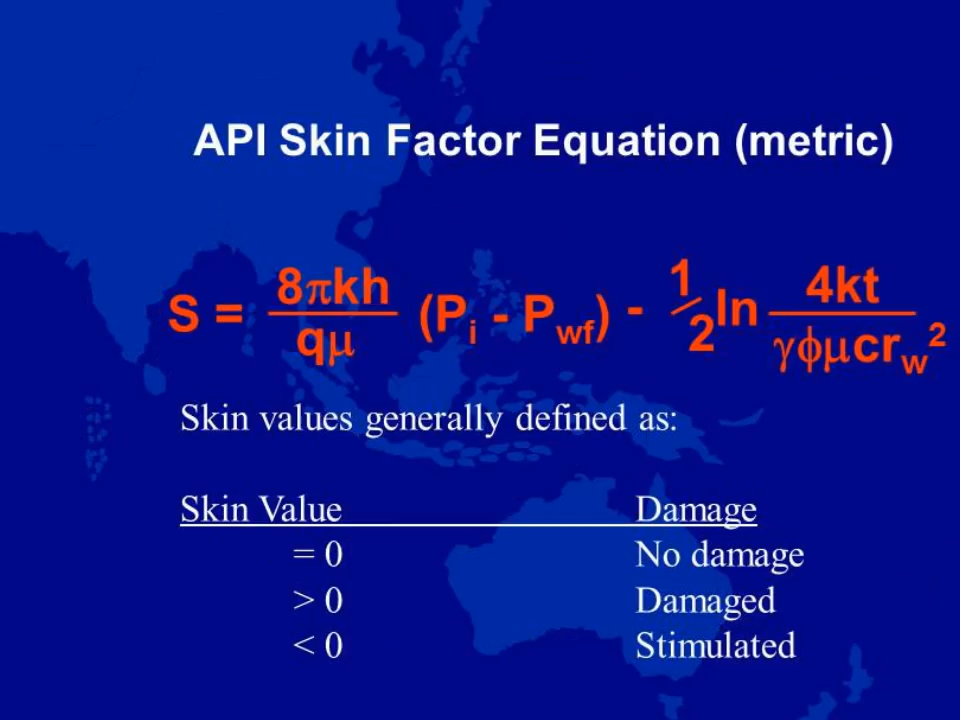 API Skin Factor Equation (metric)
S = 8πkh/qμ (Pi - Pwf) - 1/2 ln 4kt/γφμcrw²
Skin values generally defined as:
Skin Value Damage
= 0 No damage
> 0 Damaged
< 0 Stimulated